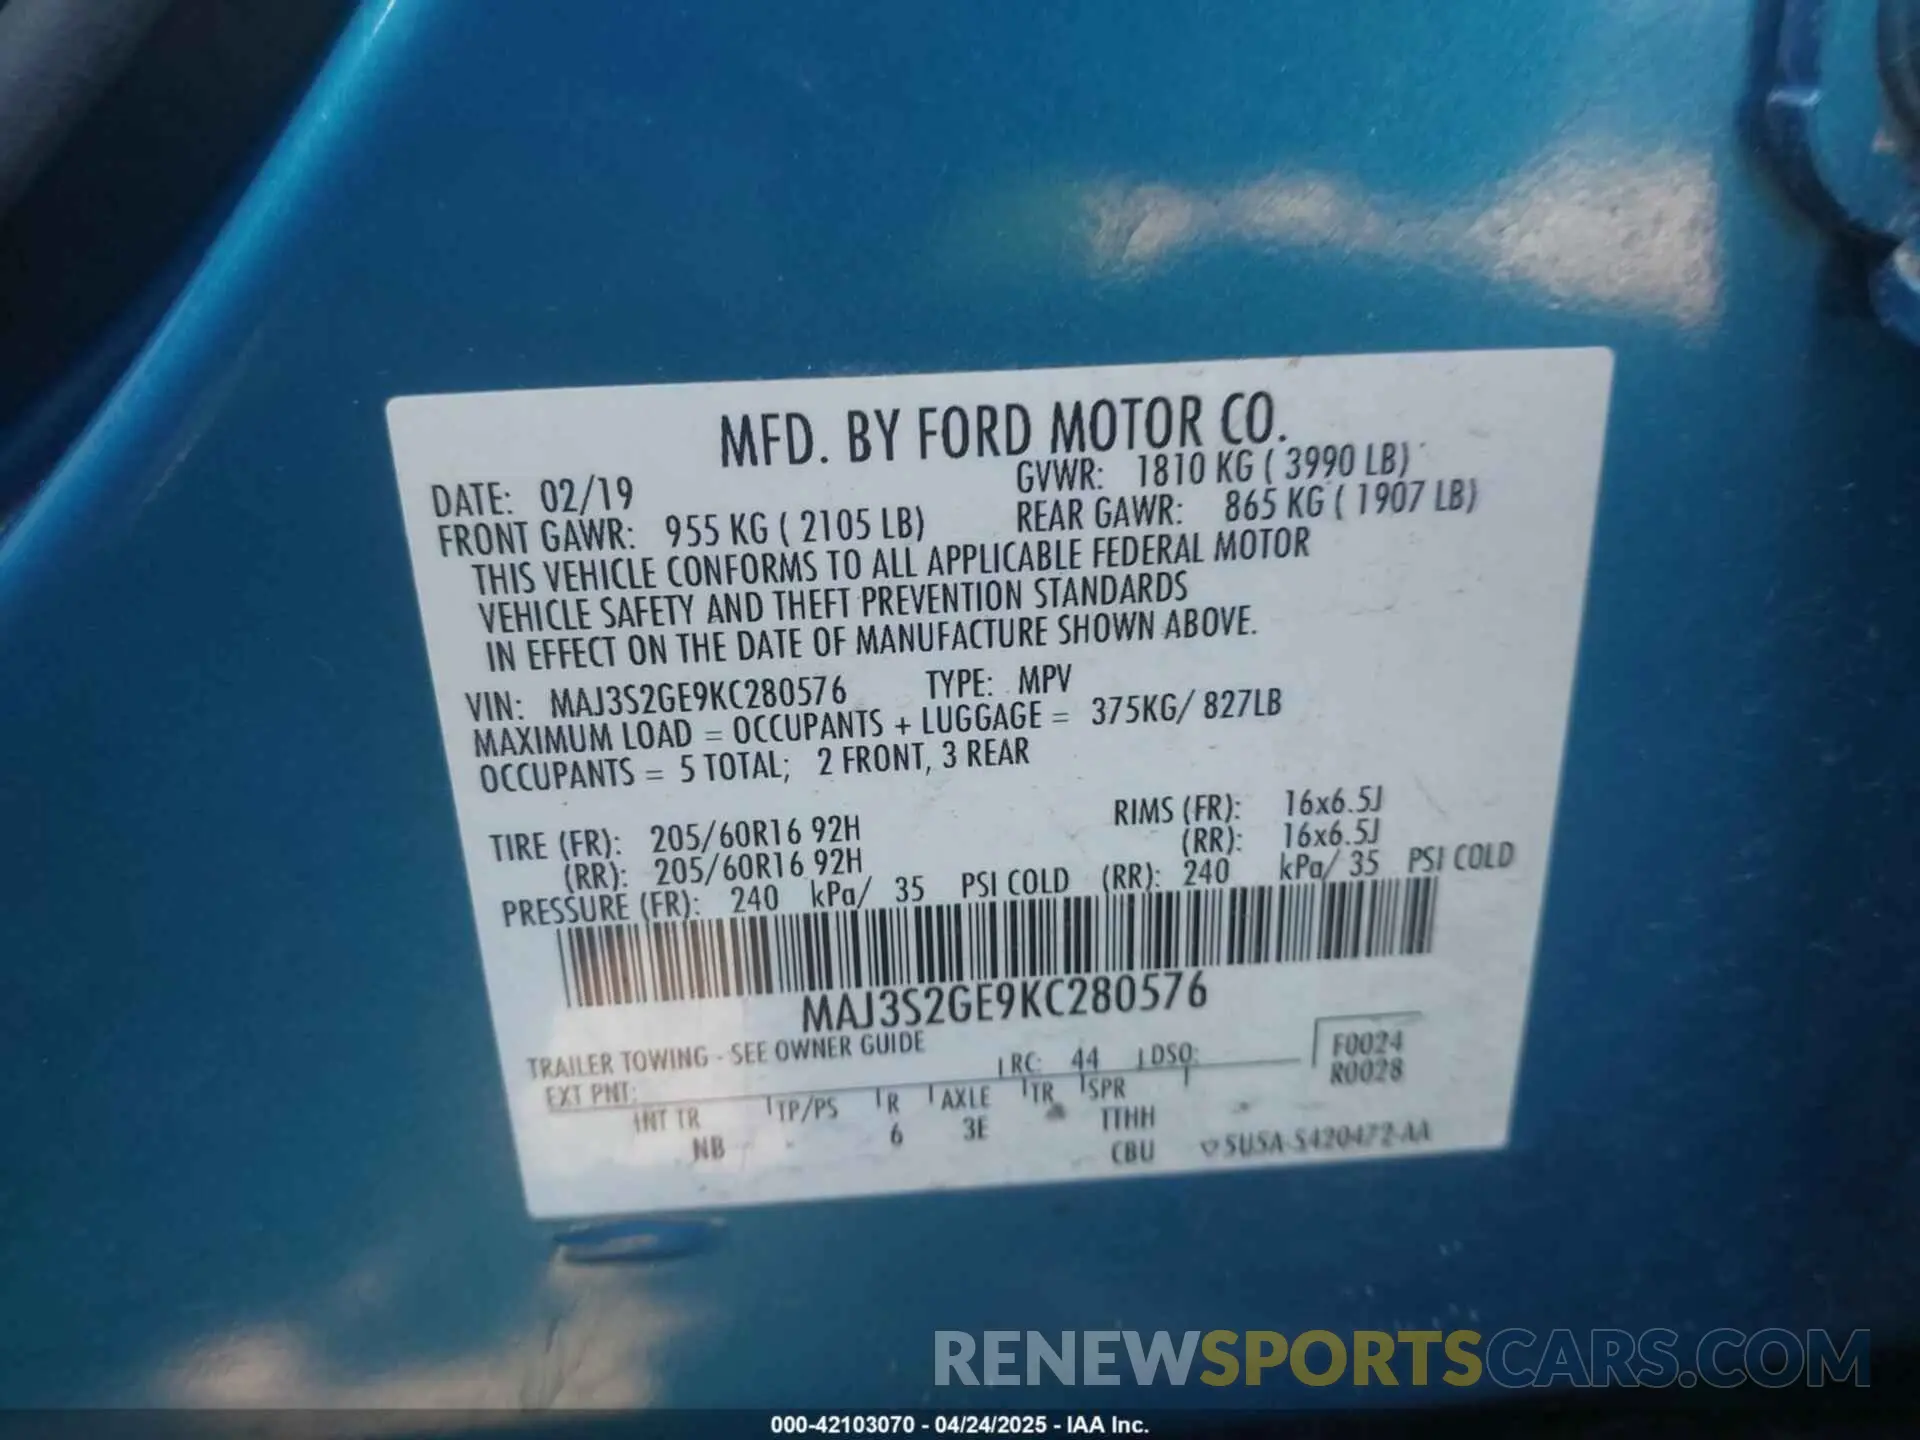 MFD. BY FORD MOTOR CO.
DATE: 02/19 GVWR: 1810 KG ( 3990 LB)
FRONT GAWR: 955 KG ( 2105 LB) REAR GAWR: 865 KG ( 1907 LB)
THIS VEHICLE CONFORMS TO ALL APPLICABLE FEDERAL MOTOR
VEHICLE SAFETY AND THEFT PREVENTION STANDARDS
IN EFFECT ON THE DATE OF MANUFACTURE SHOWN ABOVE.
VIN: MAJ3S2GE9KC280576 TYPE: MPV
MAXIMUM LOAD = OCCUPANTS + LUGGAGE = 375KG/ 827LB
OCCUPANTS = 5 TOTAL; 2 FRONT, 3 REAR
TIRE (FR): 205/60R16 92H RIMS (FR): 16x6.5J
(RR): 205/60R16 92H (RR): 16x6.5J
PRESSURE (FR): 240 kPa/ 35 PSI COLD (RR): 240 kPa/ 35 PSI COLD
MAJ3S2GE9KC280576
TRAILER TOWING - SEE OWNER GUIDE
EXT PNT: RC: 44 DSO: F0024
R0028
INT TR TP/PS R AXLE TR SPR
NB 6 3E TTHH
CBU 5U5A-S420472-AA
RENEWSPORTSCARS.COM
000-42103070 - 04/24/2025 - IAA Inc.